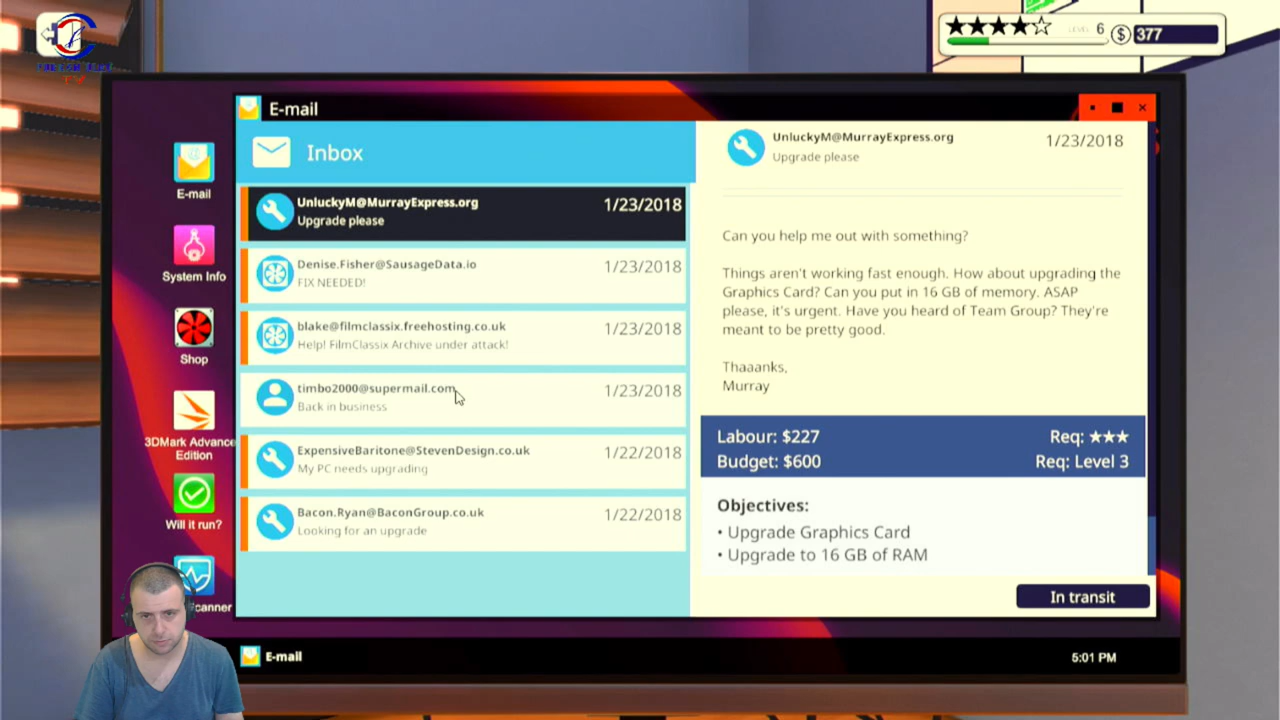 LEVEL 6
$ 377
E-mail
Inbox
UnluckyM@MurrayExpress.org 1/23/2018
Upgrade please
Denise.Fisher@SausageData.io 1/23/2018
FIX NEEDED!
blake@filmclassix.freehosting.co.uk 1/23/2018
Help! FilmClassix Archive under attack!
timbo2000@supermail.com 1/23/2018
Back in business
ExpensiveBaritone@StevenDesign.co.uk 1/22/2018
My PC needs upgrading
Bacon.Ryan@BaconGroup.co.uk 1/22/2018
Looking for an upgrade
UnluckyM@MurrayExpress.org 1/23/2018
Upgrade please
Can you help me out with something?
Things aren't working fast enough. How about upgrading the
Graphics Card? Can you put in 16 GB of memory. ASAP
please, it's urgent. Have you heard of Team Group? They're
meant to be pretty good.
Thaaanks,
Murray
Labour: $227 Req: ★★★
Budget: $600 Req: Level 3
Objectives:
• Upgrade Graphics Card
• Upgrade to 16 GB of RAM
In transit
E-mail
System Info
Shop
3DMark Advance
Edition
Will it run?
E-mail
5:01 PM